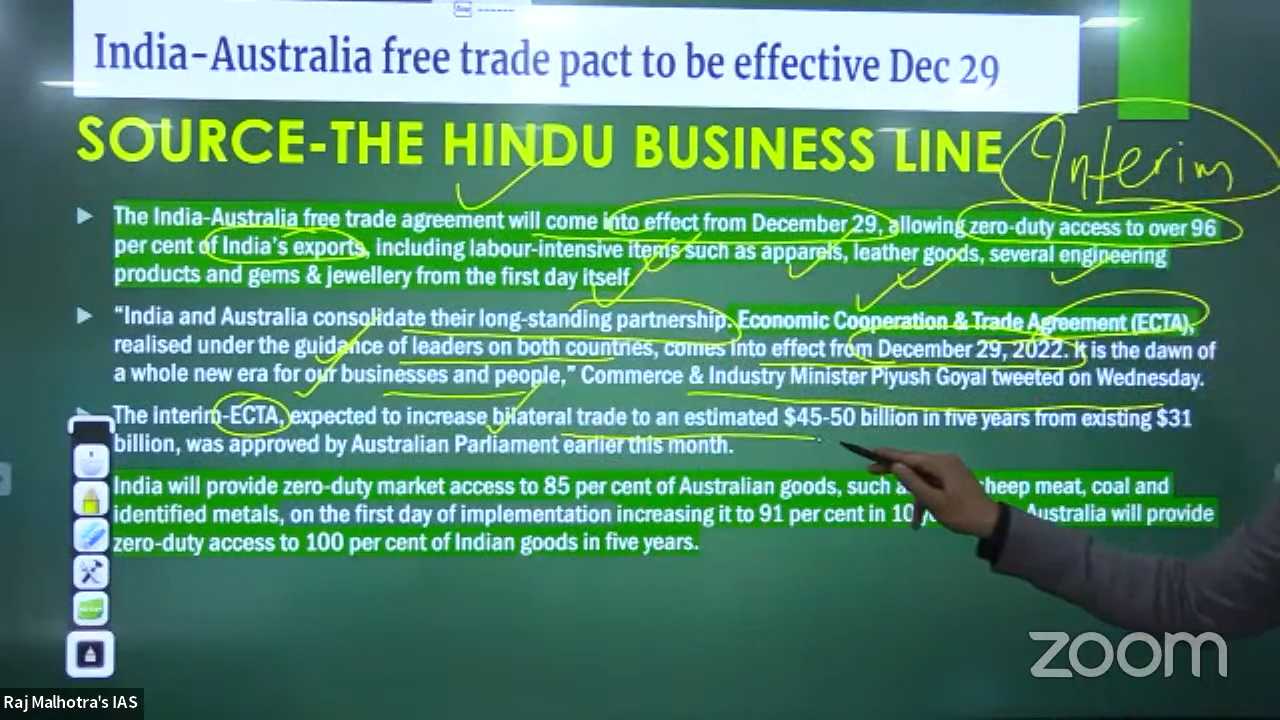 India-Australia free trade pact to be effective Dec 29
SOURCE-THE HINDU BUSINESS LINE
Interim
The India-Australia free trade agreement will come into effect from December 29, allowing zero-duty access to over 96
per cent of India's exports, including labour-intensive items such as apparels, leather goods, several engineering
products and gems & jewellery from the first day itself
"India and Australia consolidate their long-standing partnership. Economic Cooperation & Trade Agreement (ECTA),
realised under the guidance of leaders on both countries, comes into effect from December 29, 2022. It is the dawn of
a whole new era for our businesses and people," Commerce & Industry Minister Piyush Goyal tweeted on Wednesday.
The interim-ECTA, expected to increase bilateral trade to an estimated $45-50 billion in five years from existing $31
billion, was approved by Australian Parliament earlier this month.
India will provide zero-duty market access to 85 per cent of Australian goods, such meat, coal and
identified metals, on the first day of implementation increasing it to 91 per cent in 10 Australia will provide
zero-duty access to 100 per cent of Indian goods in five years.
zoom
Raj Malhotra's IAS